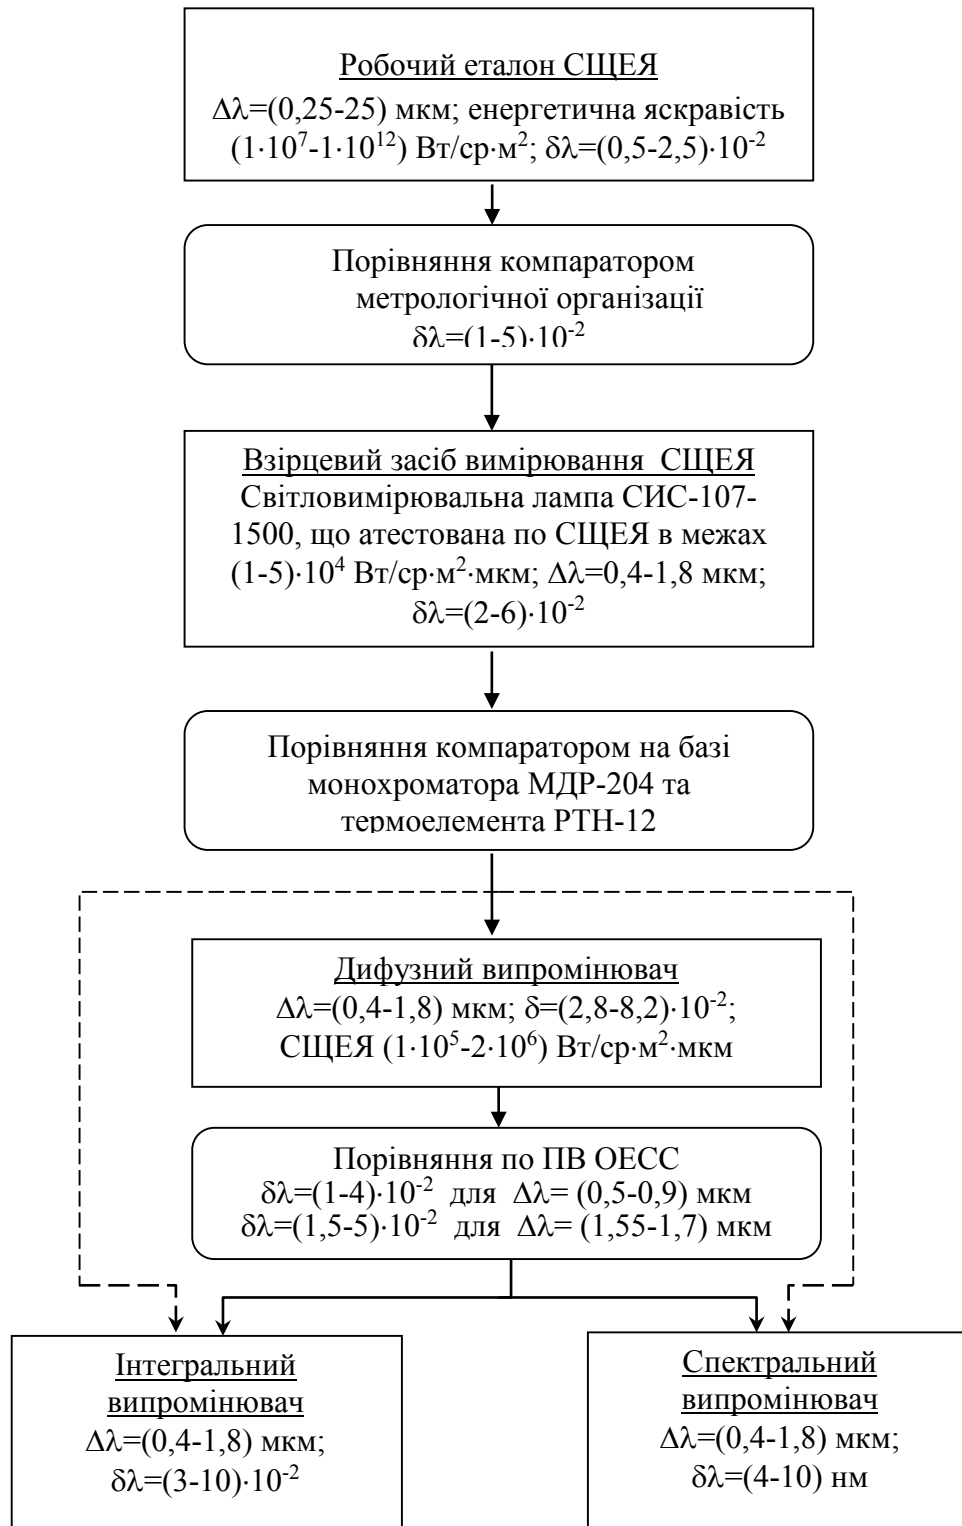 Робочий еталон СЩЕЯ
Δλ=(0,25-25) мкм; енергетична яскравість
(1·10⁷-1·10¹²) Вт/ср·м²; δλ=(0,5-2,5)·10⁻²
Порівняння компаратором
метрологічної організації
δλ=(1-5)·10⁻²
Взірцевий засіб вимірювання СЩЕЯ
Світловимірювальна лампа СИС-107-
1500, що атестована по СЩЕЯ в межах
(1-5)·10⁴ Вт/ср·м²·мкм; Δλ=0,4-1,8 мкм;
δλ=(2-6)·10⁻²
Порівняння компаратором на базі
монохроматора МДР-204 та
термоелемента РТН-12
Дифузний випромінювач
Δλ=(0,4-1,8) мкм; δ=(2,8-8,2)·10⁻²;
СЩЕЯ (1·10⁵-2·10⁶) Вт/ср·м²·мкм
Порівняння по ПВ ОЕСС
δλ=(1-4)·10⁻² для Δλ= (0,5-0,9) мкм
δλ=(1,5-5)·10⁻² для Δλ= (1,55-1,7) мкм
Інтегральний
випромінювач
Δλ=(0,4-1,8) мкм;
δλ=(3-10)·10⁻²
Спектральний
випромінювач
Δλ=(0,4-1,8) мкм;
δλ=(4-10) нм